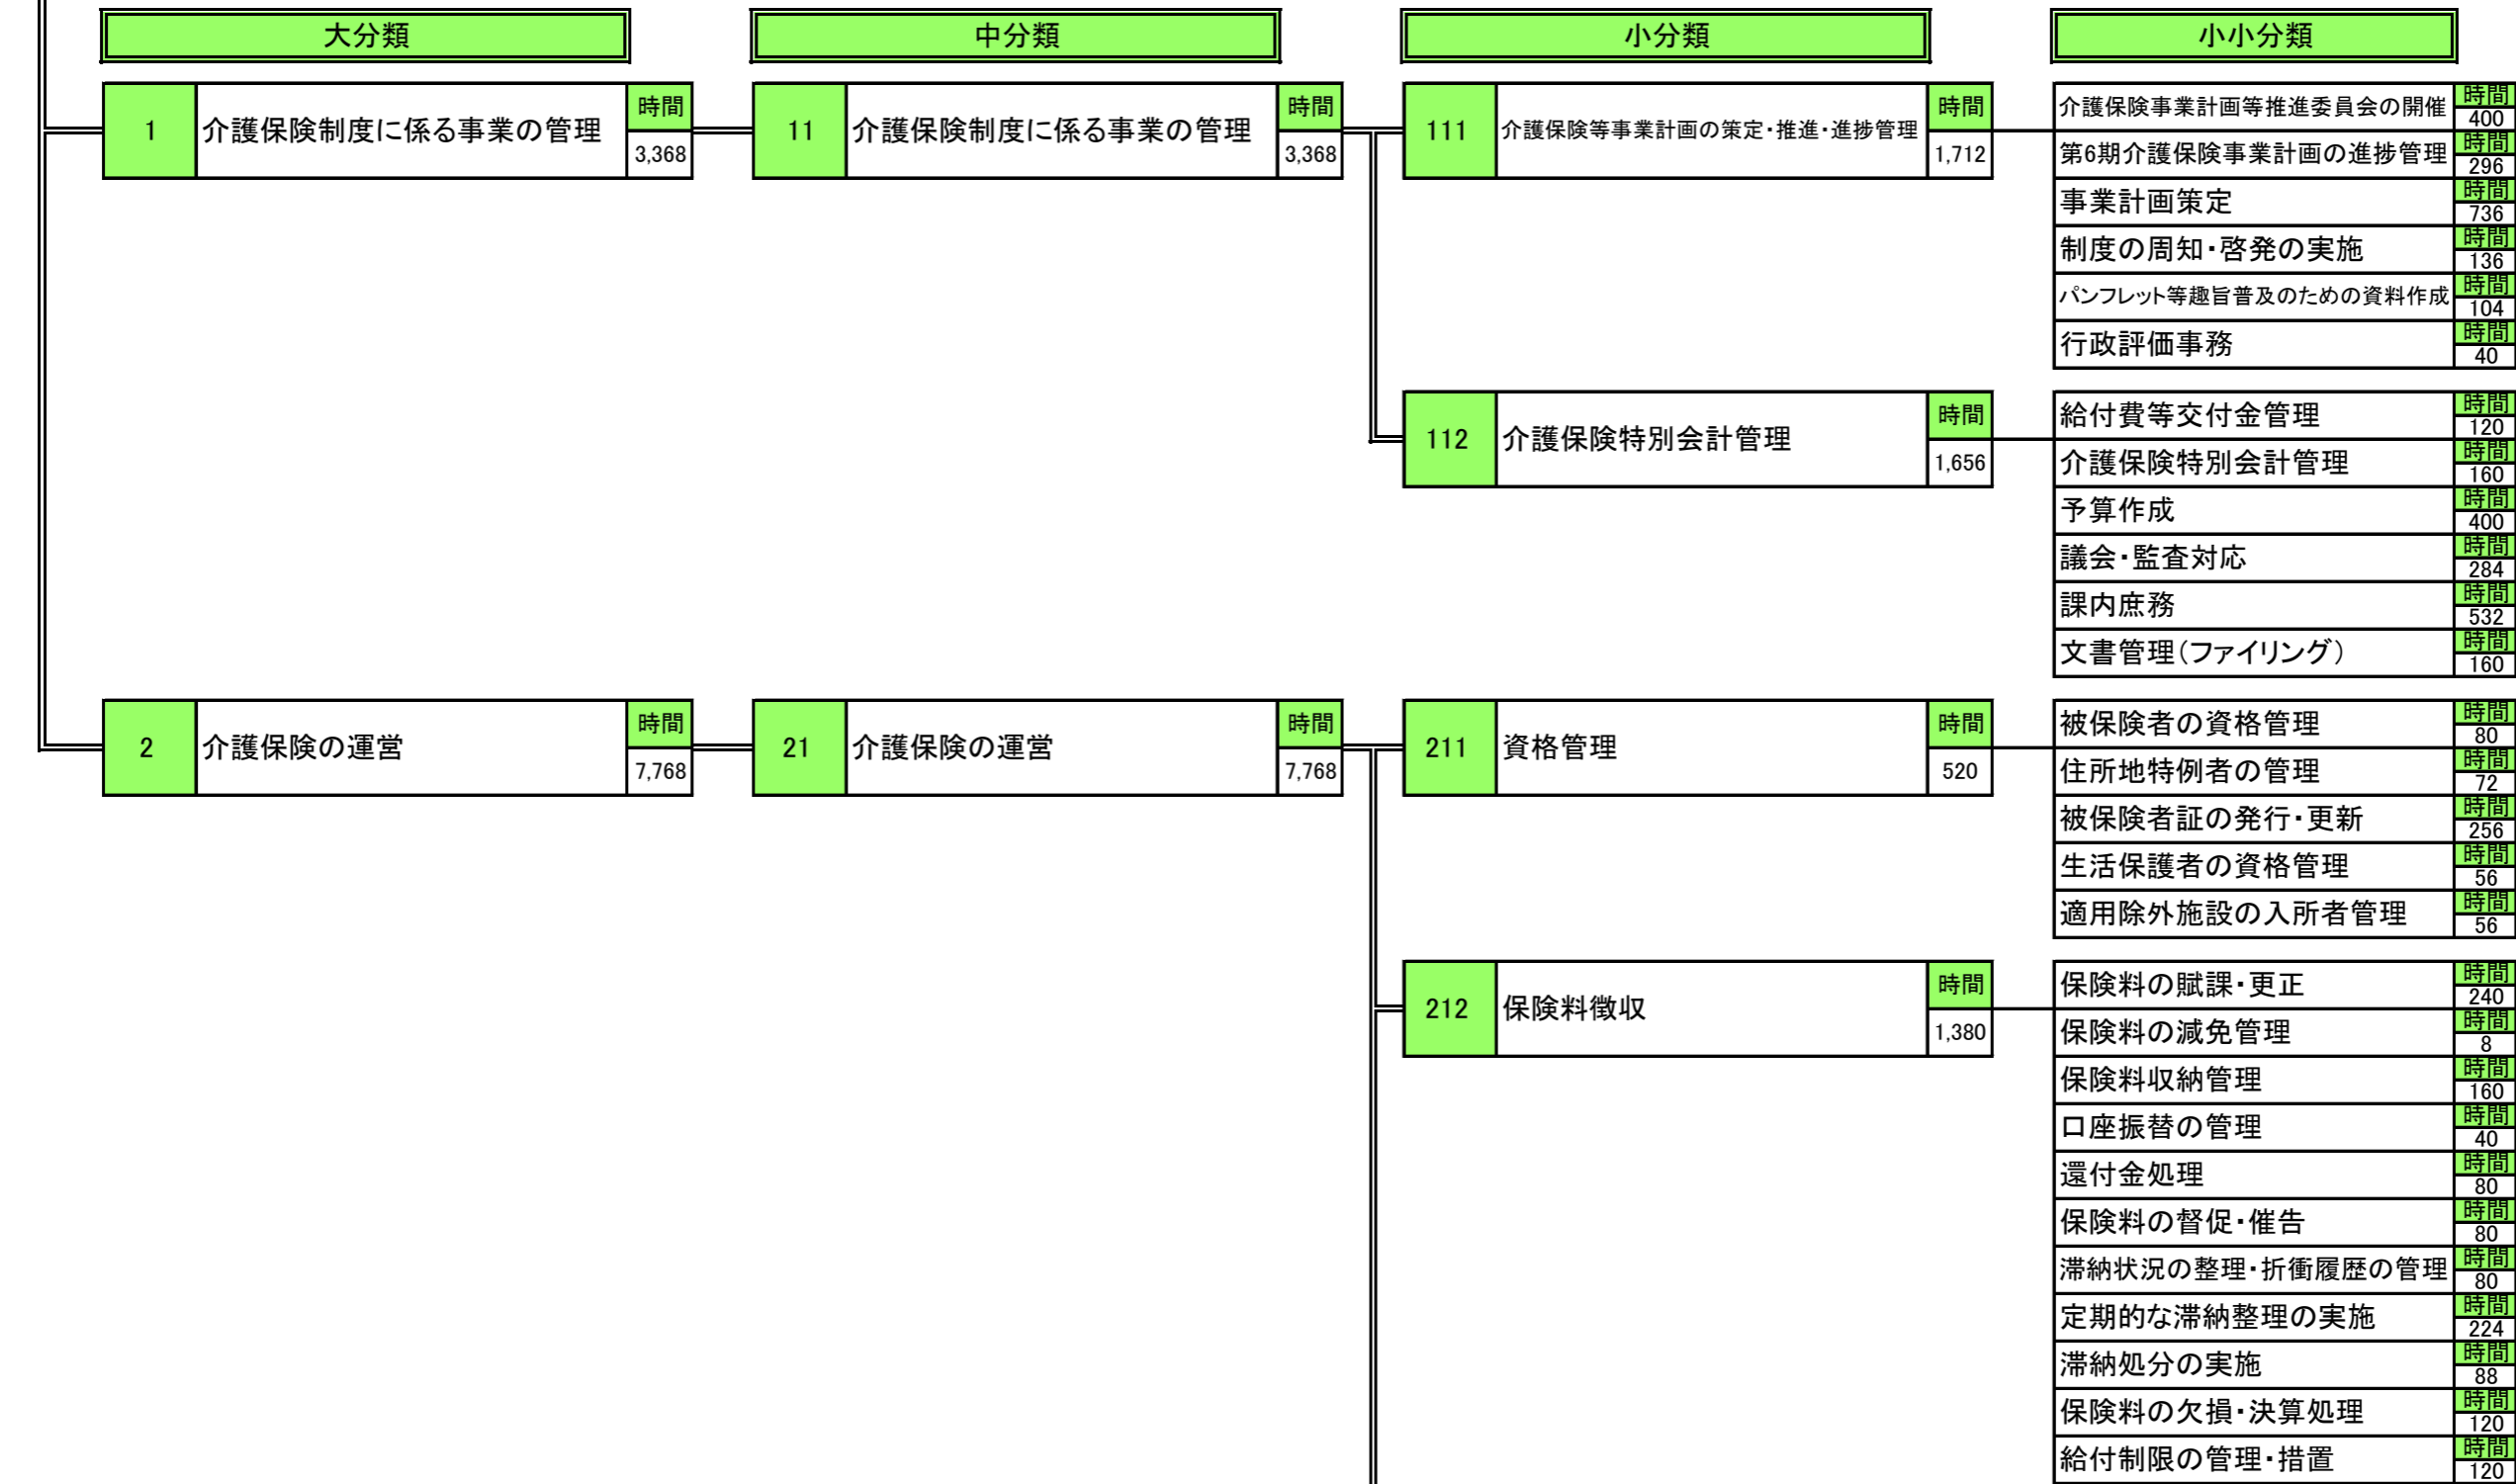 大分類 中分類 小分類 小小分類
1 介護保険制度に係る事業の管理 時間 3,368
11 介護保険制度に係る事業の管理 時間 3,368
111 介護保険等事業計画の策定・推進・進捗管理 時間 1,712
介護保険事業計画等推進委員会の開催 時間 400
第6期介護保険事業計画の進捗管理 時間 296
事業計画策定 時間 736
制度の周知・啓発の実施 時間 136
パンフレット等趣旨普及のための資料作成 時間 104
行政評価事務 時間 40
112 介護保険特別会計管理 時間 1,656
給付費等交付金管理 時間 120
介護保険特別会計管理 時間 160
予算作成 時間 400
議会・監査対応 時間 284
課内庶務 時間 532
文書管理(ファイリング) 時間 160
2 介護保険の運営 時間 7,768
21 介護保険の運営 時間 7,768
211 資格管理 時間 520
被保険者の資格管理 時間 80
住所地特例者の管理 時間 72
被保険者証の発行・更新 時間 256
生活保護者の資格管理 時間 56
適用除外施設の入所者管理 時間 56
212 保険料徴収 時間 1,380
保険料の賦課・更正 時間 240
保険料の減免管理 時間 8
保険料収納管理 時間 160
口座振替の管理 時間 40
還付金処理 時間 80
保険料の督促・催告 時間 80
滞納状況の整理・折衝履歴の管理 時間 80
定期的な滞納整理の実施 時間 224
滞納処分の実施 時間 88
保険料の欠損・決算処理 時間 120
給付制限の管理・措置 時間 120